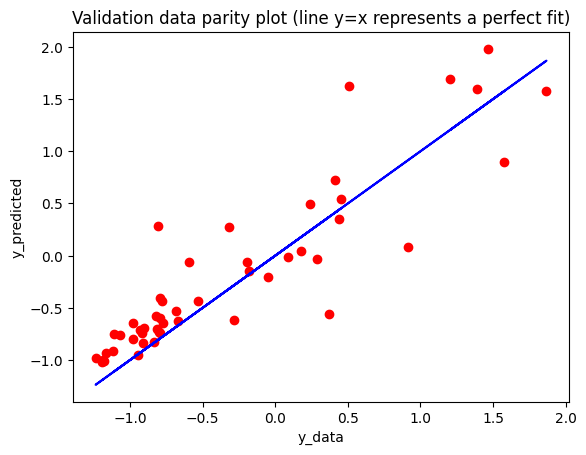 Validation data parity plot (line y=x represents a perfect fit)
2.0
1.5
1.0
0.5
0.0
−0.5
−1.0
y_predicted
−1.0 −0.5 0.0 0.5 1.0 1.5 2.0
y_data